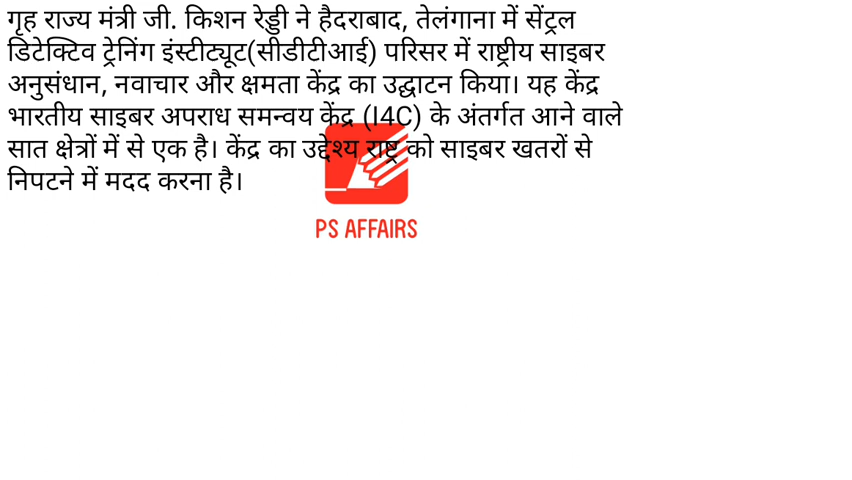 गृह राज्य मंत्री जी. किशन रेड्डी ने हैदराबाद, तेलंगाना में सेंट्रल
डिटेक्टिव ट्रेनिंग इंस्टीट्यूट(सीडीटीआई) परिसर में राष्ट्रीय साइबर
अनुसंधान, नवाचार और क्षमता केंद्र का उद्घाटन किया। यह केंद्र
भारतीय साइबर अपराध समन्वय केंद्र (I4C) के अंतर्गत आने वाले
सात क्षेत्रों में से एक है। केंद्र का उद्देश्य राष्ट्र को साइबर खतरों से
निपटने में मदद करना है।
PS AFFAIRS